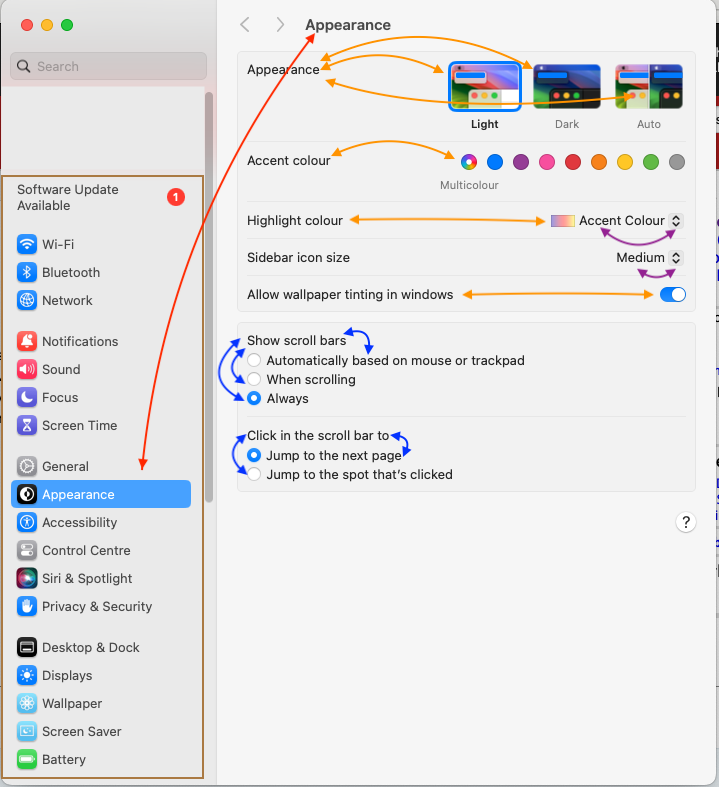 Search
Software Update
Available
1
Wi-Fi
Bluetooth
Network
Notifications
Sound
Focus
Screen Time
General
Appearance
Accessibility
Control Centre
Siri & Spotlight
Privacy & Security
Desktop & Dock
Displays
Wallpaper
Screen Saver
Battery
Appearance
Appearance
Light Dark Auto
Accent colour
Multicolour
Highlight colour Accent Colour
Sidebar icon size Medium
Allow wallpaper tinting in windows
Show scroll bars
Automatically based on mouse or trackpad
When scrolling
Always
Click in the scroll bar to
Jump to the next page
Jump to the spot that's clicked
?